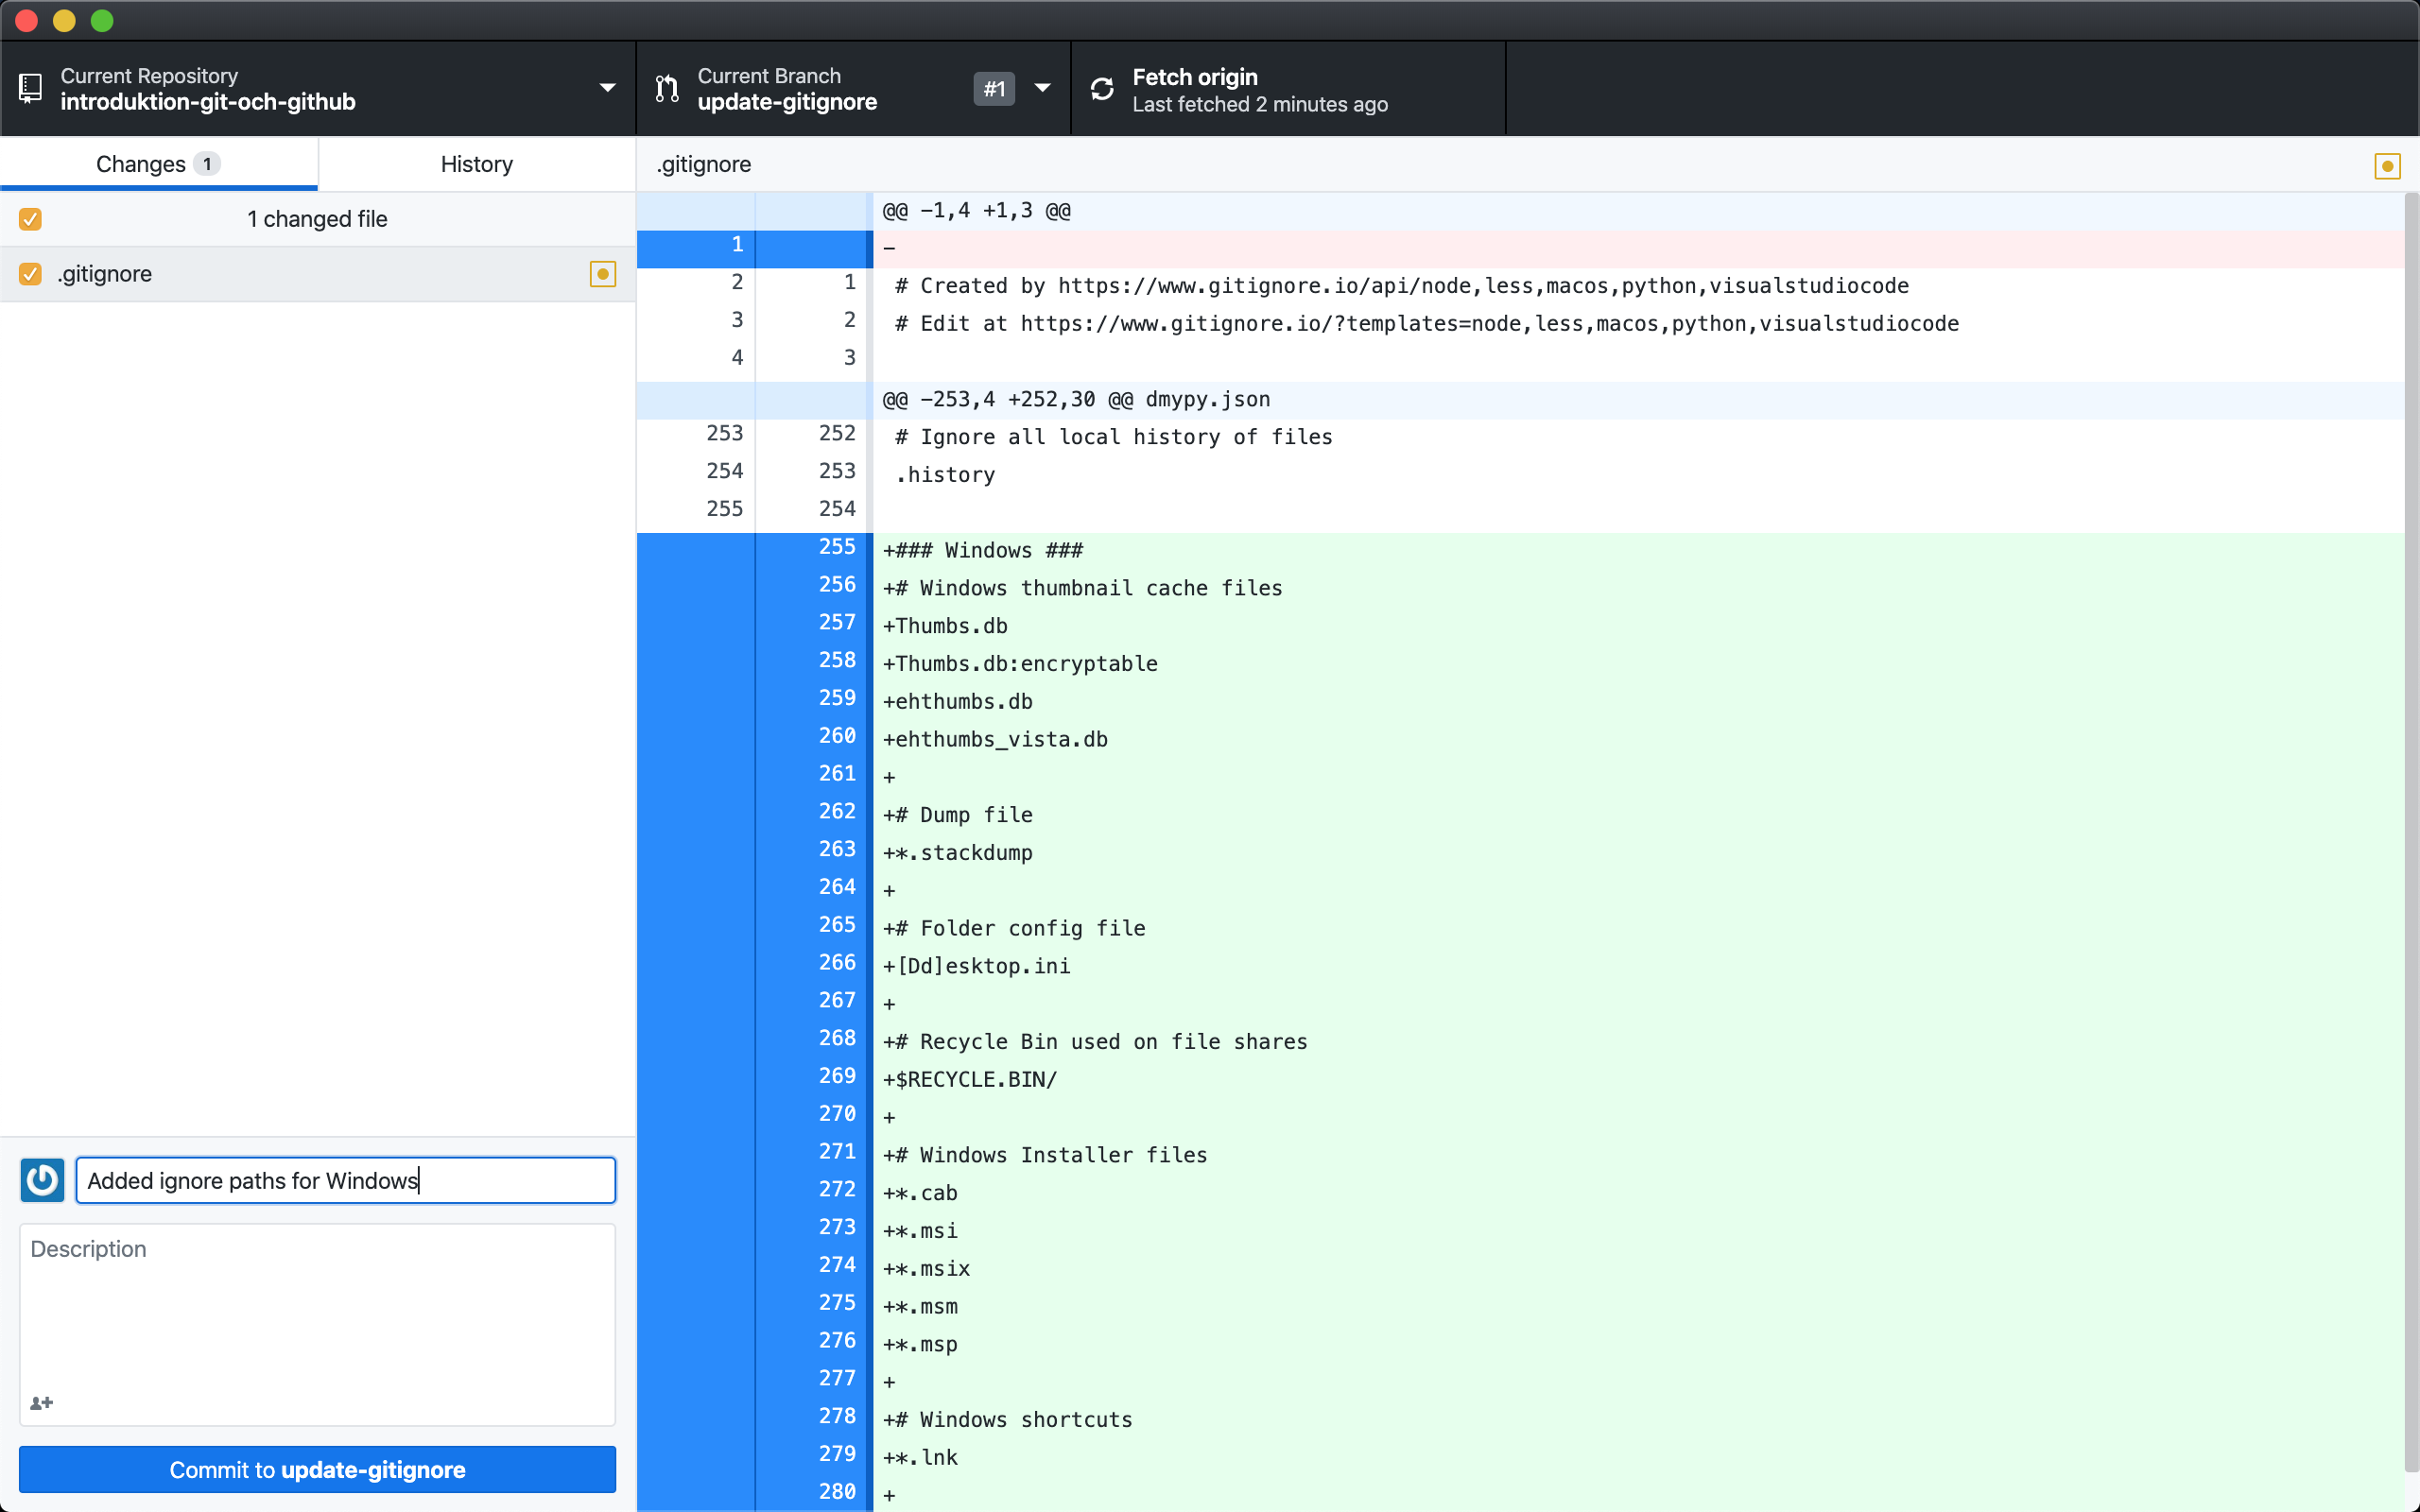 Current Repository
introduktion-git-och-github
Current Branch
update-gitignore
#1
Fetch origin
Last fetched 2 minutes ago
Changes 1
History
.gitignore
1 changed file
.gitignore
@@ -1,4 +1,3 @@
1 -
2 1 # Created by https://www.gitignore.io/api/node,less,macos,python,visualstudiocode
3 2 # Edit at https://www.gitignore.io/?templates=node,less,macos,python,visualstudiocode
4 3
@@ -253,4 +252,30 @@ dmypy.json
253 252 # Ignore all local history of files
254 253 .history
255 254
255 +### Windows ###
256 +# Windows thumbnail cache files
257 +Thumbs.db
258 +Thumbs.db:encryptable
259 +ehthumbs.db
260 +ehthumbs_vista.db
261 +
262 +# Dump file
263 +*.stackdump
264 +
265 +# Folder config file
266 +[Dd]esktop.ini
267 +
268 +# Recycle Bin used on file shares
269 +$RECYCLE.BIN/
270 +
271 +# Windows Installer files
272 +*.cab
273 +*.msi
274 +*.msix
275 +*.msm
276 +*.msp
277 +
278 +# Windows shortcuts
279 +*.lnk
280 +
Added ignore paths for Windows
Description
Commit to update-gitignore